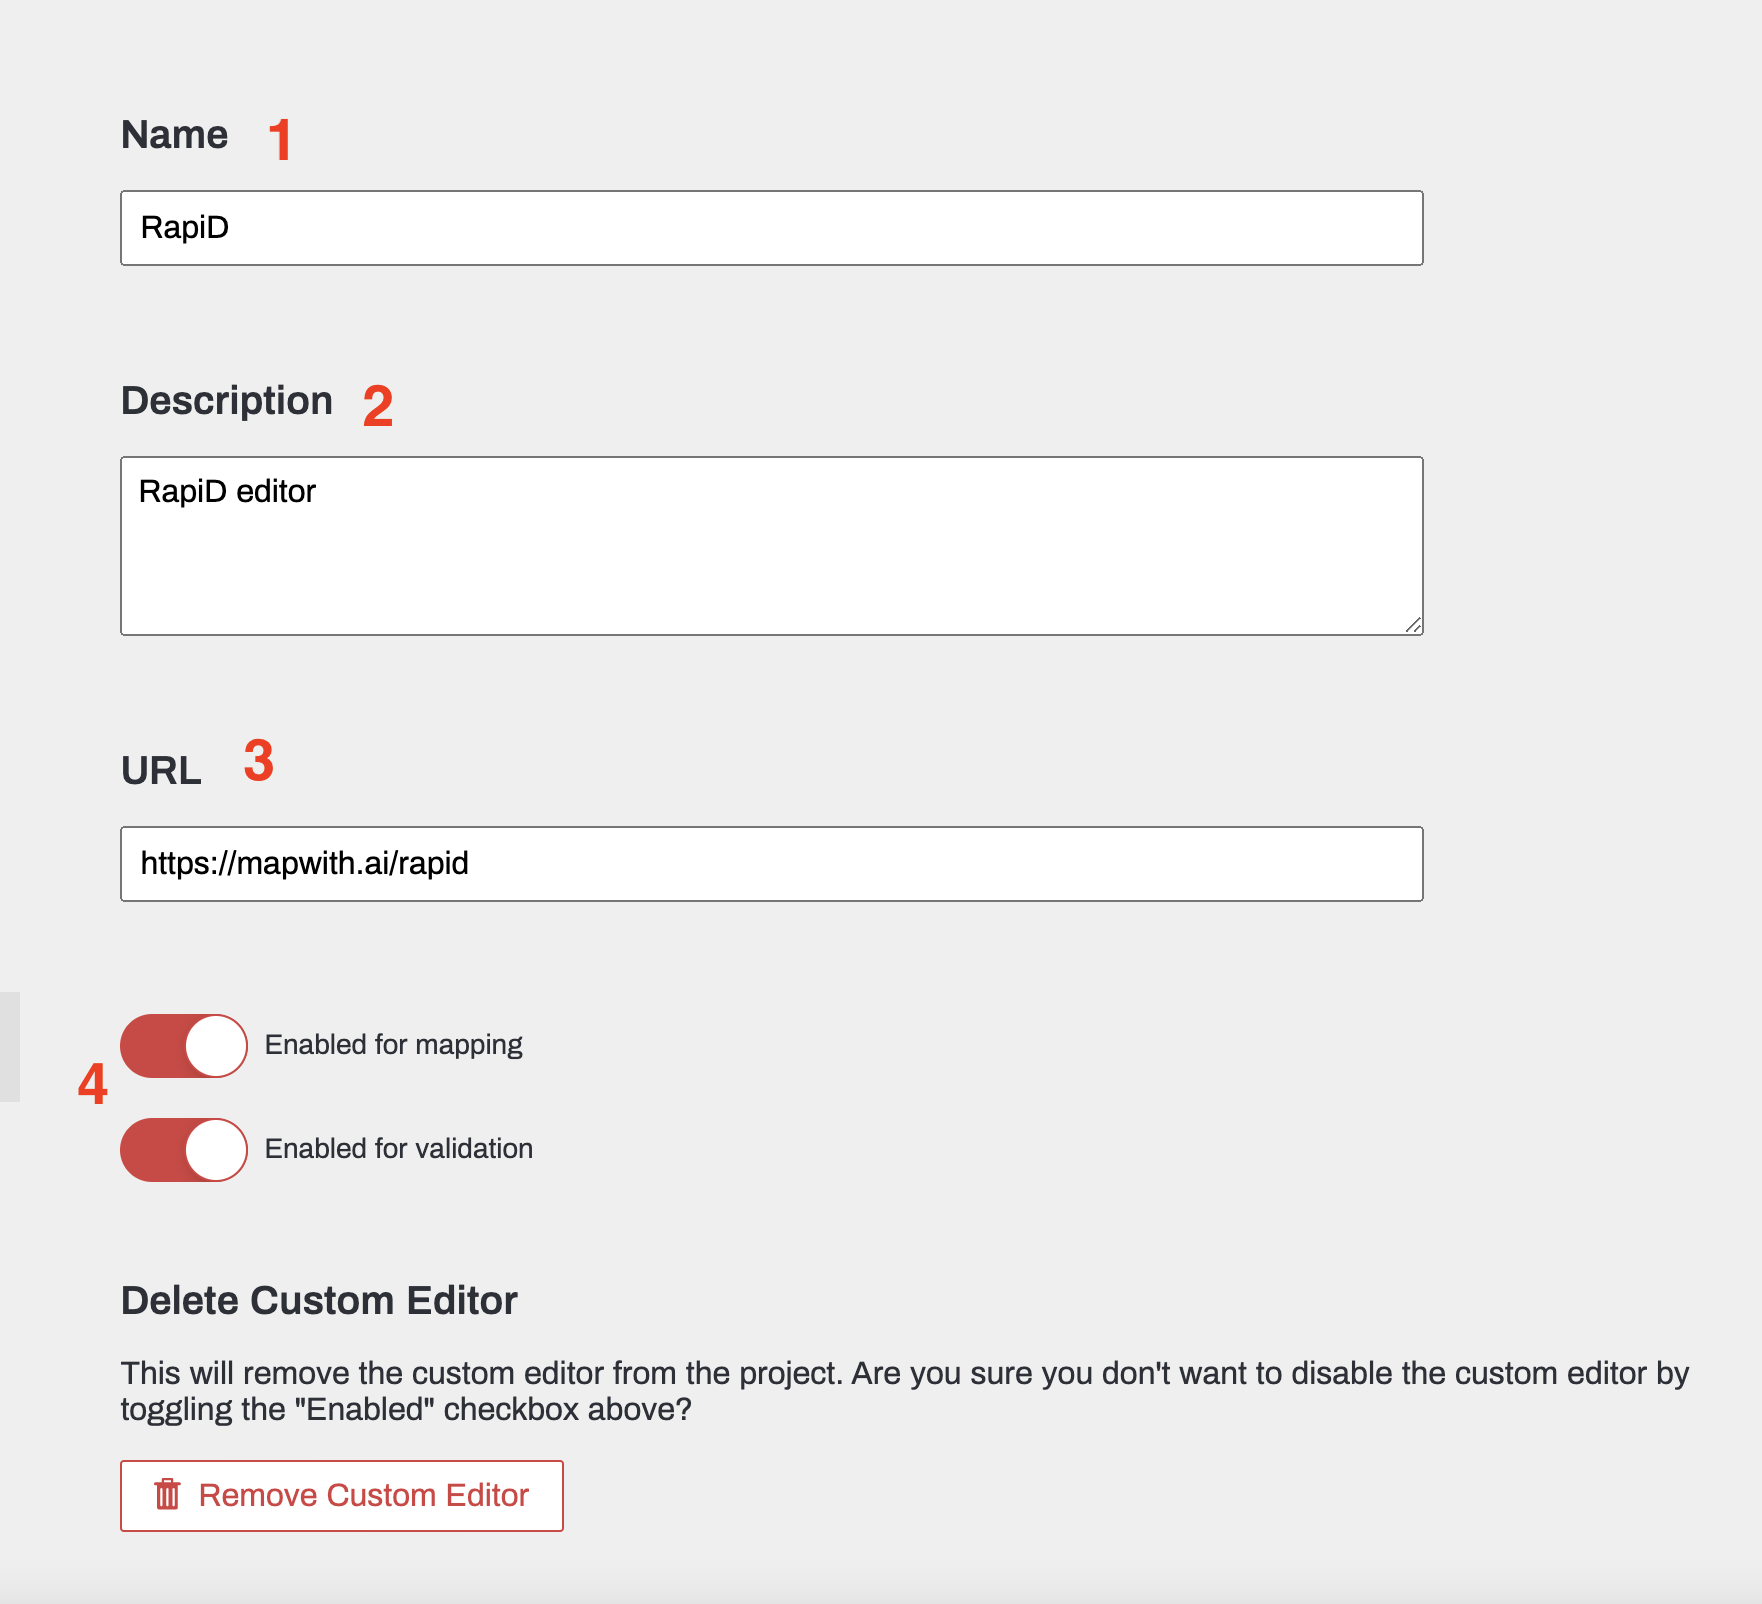 Name 1
RapiD
Description 2
RapiD editor
URL 3
https://mapwith.ai/rapid
Enabled for mapping
4
Enabled for validation
Delete Custom Editor
This will remove the custom editor from the project. Are you sure you don't want to disable the custom editor by
toggling the "Enabled" checkbox above?
Remove Custom Editor